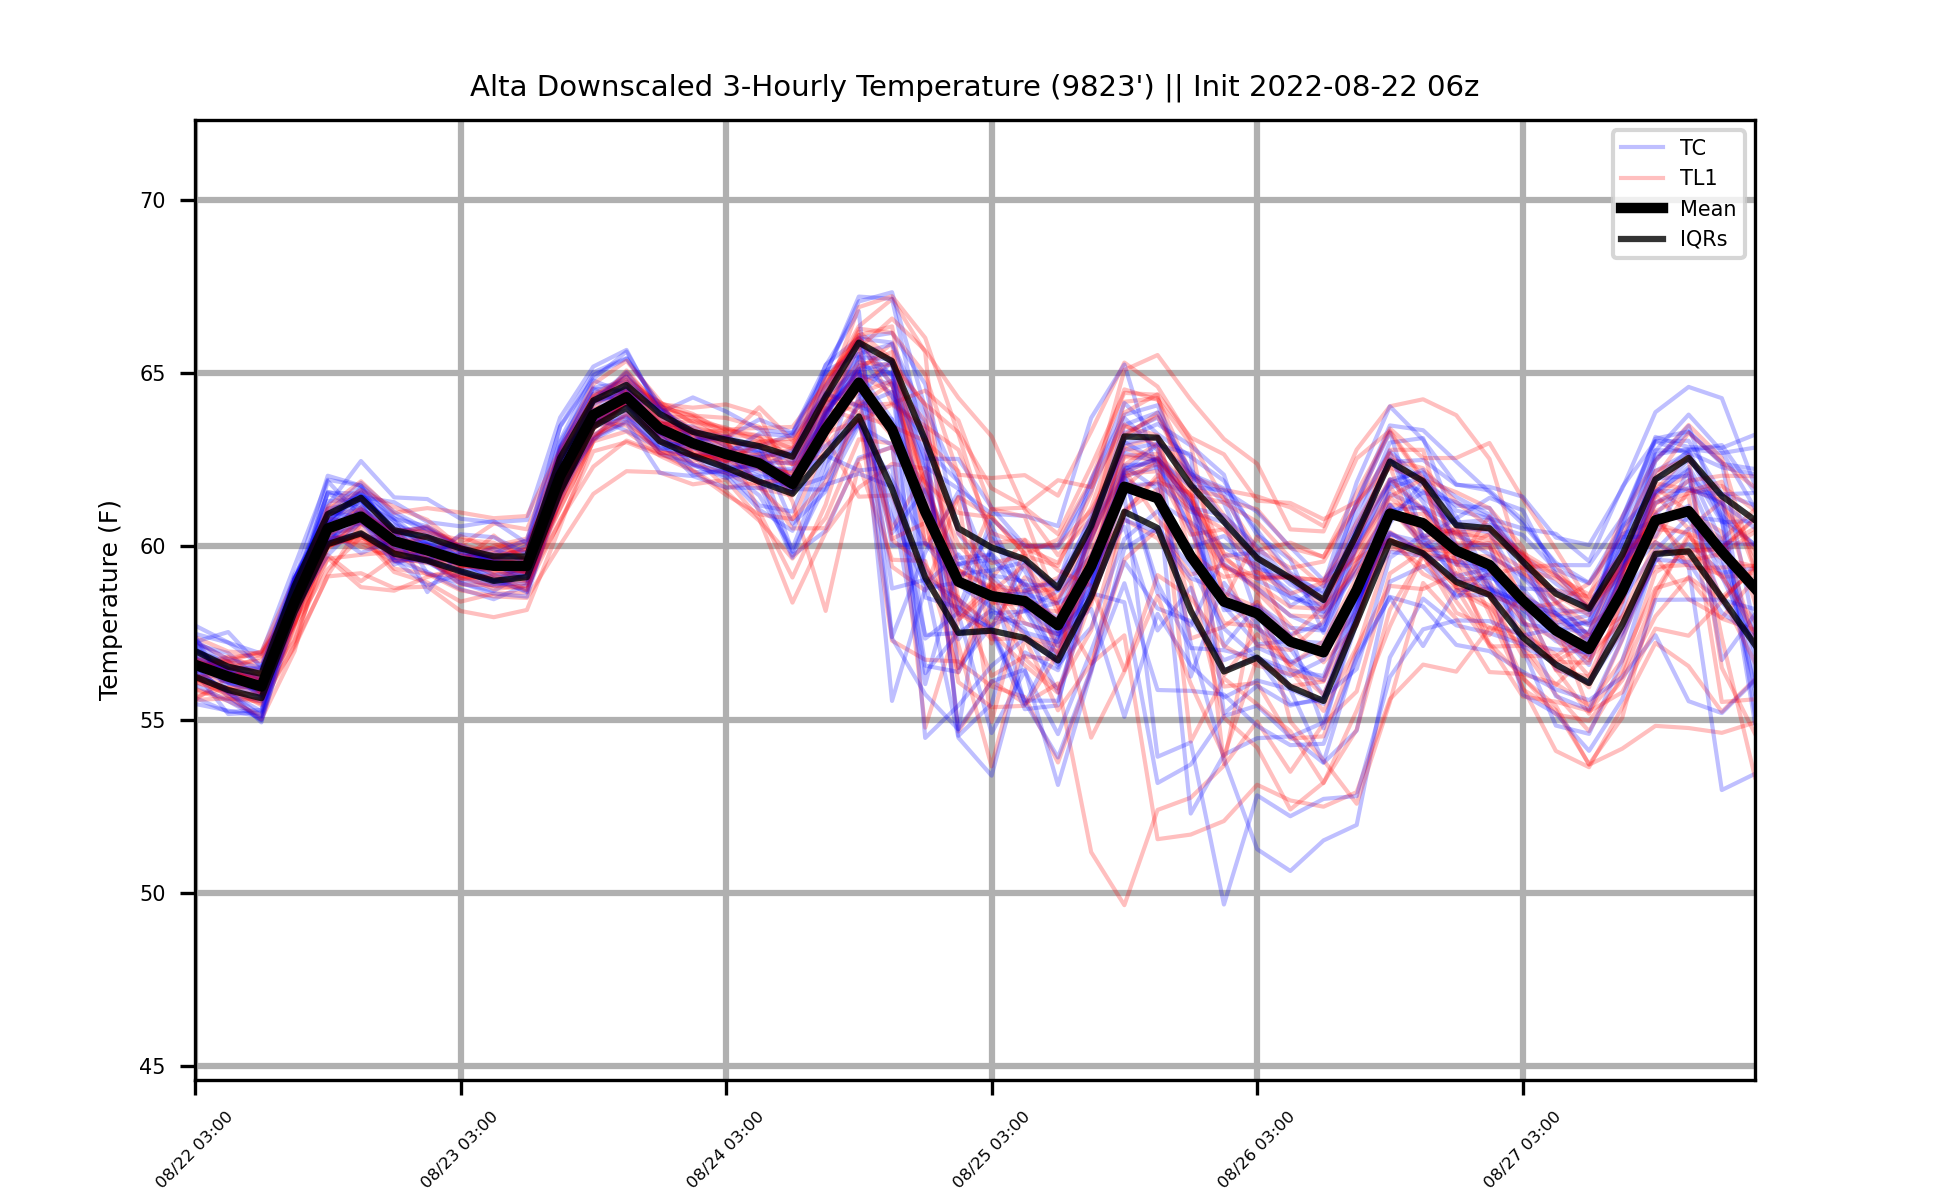 Alta Downscaled 3-Hourly Temperature (9823') || Init 2022-08-22 06z
TC
TL1
Mean
IQRs
Temperature (F)
70
65
60
55
50
45
08/22 03:00
08/23 03:00
08/24 03:00
08/25 03:00
08/26 03:00
08/27 03:00